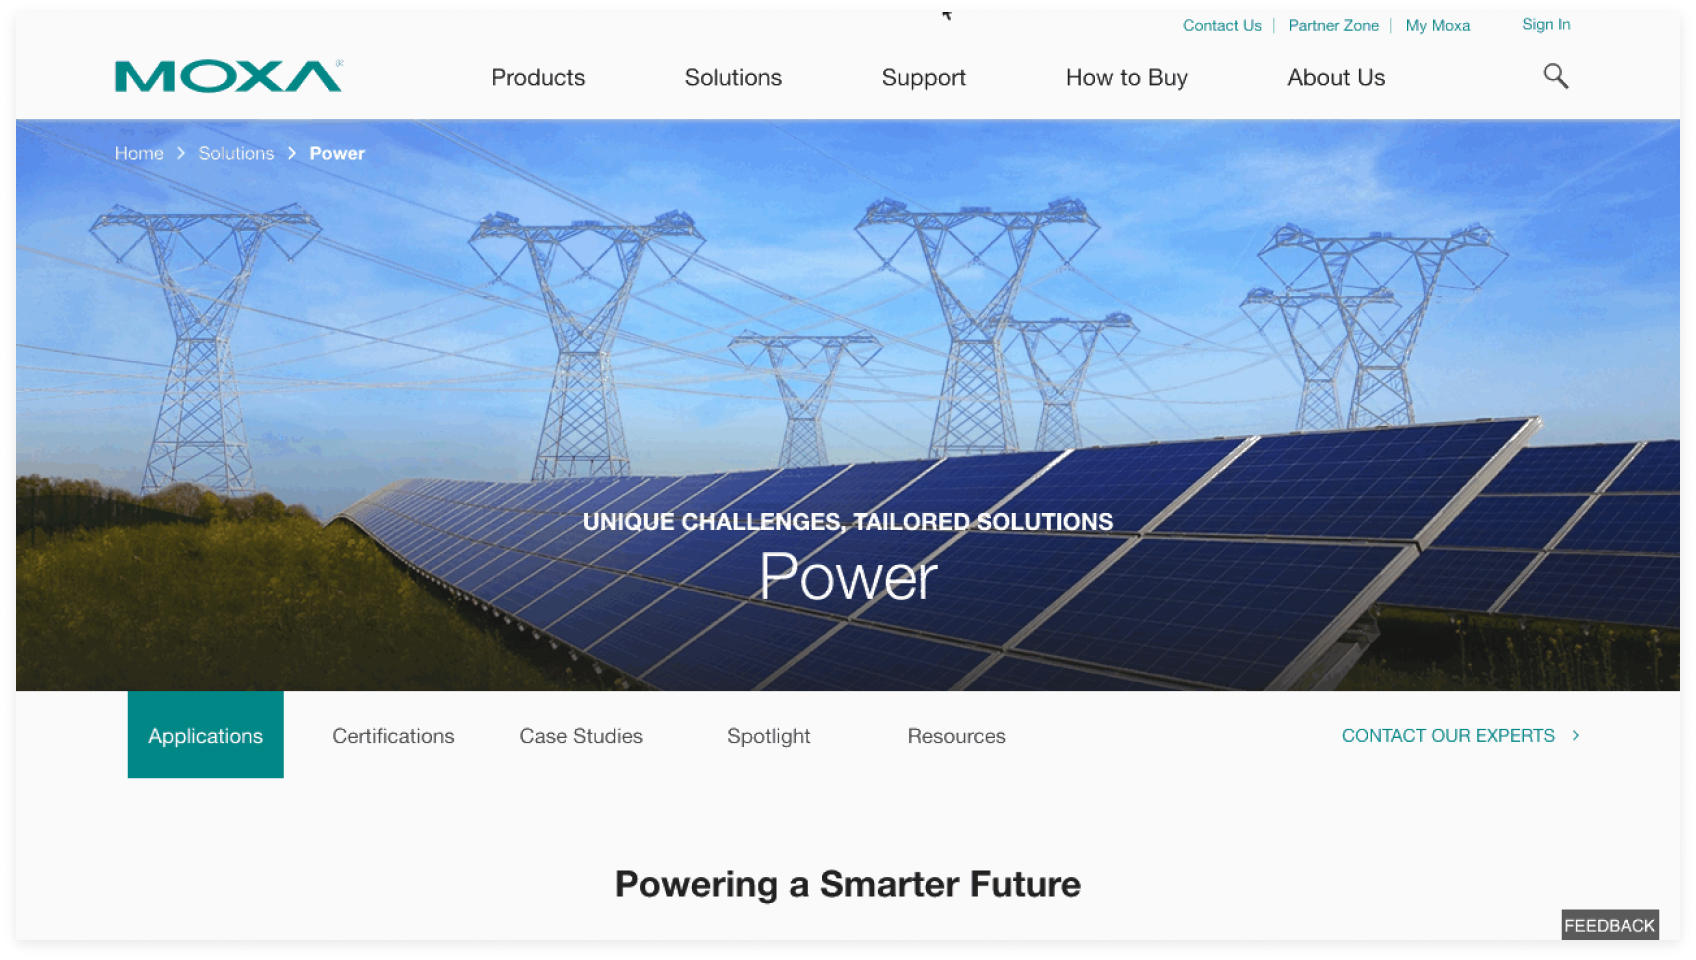 Contact Us | Partner Zone | My Moxa Sign In
MOXA®
Products Solutions Support How to Buy About Us
Home > Solutions > Power
UNIQUE CHALLENGES, TAILORED SOLUTIONS
Power
Applications Certifications Case Studies Spotlight Resources CONTACT OUR EXPERTS >
Powering a Smarter Future
FEEDBACK